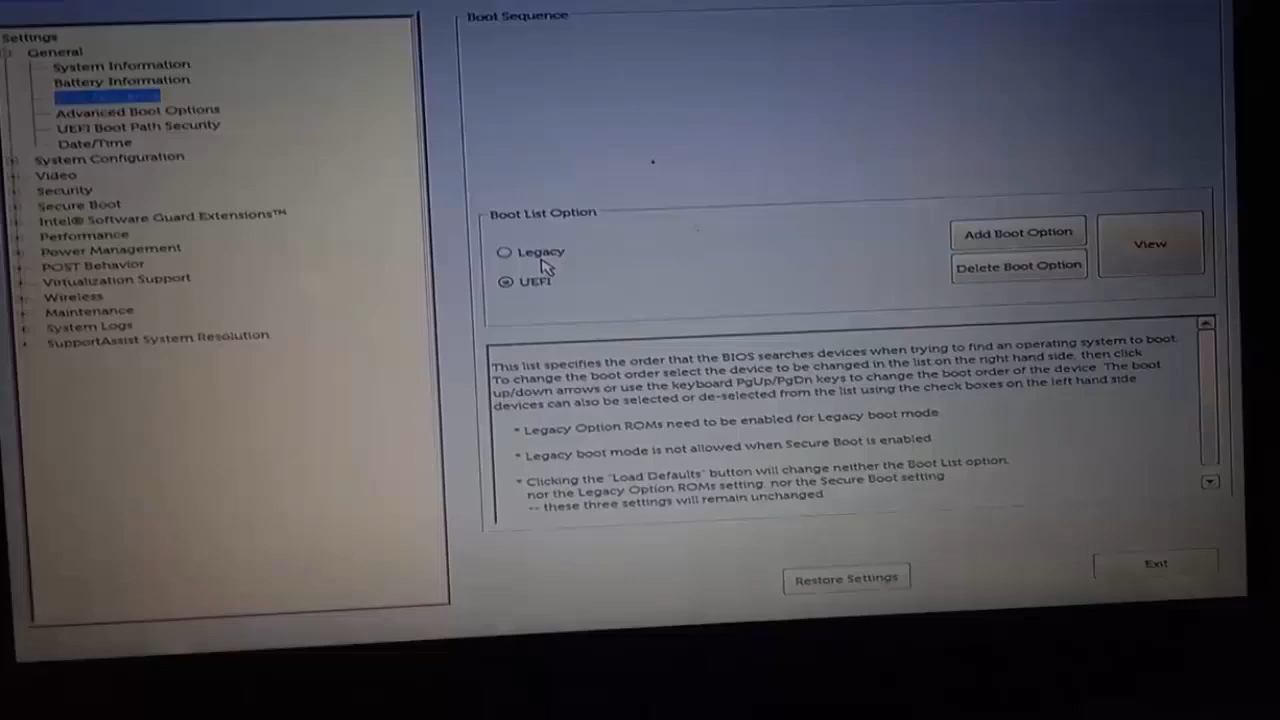 Settings
General
System Information
Battery Information
Advanced Boot Options
UEFI Boot Path Security
Date/Time
System Configuration
Video
Security
Secure Boot
Intel® Software Guard Extensions™
Performance
Power Management
POST Behavior
Virtualization Support
Wireless
Maintenance
System Logs
SupportAssist System Resolution
Boot Sequence
Boot List Option
Legacy
UEFI
Add Boot Option
Delete Boot Option
View
This list specifies the order that the BIOS searches devices when trying to find an operating system to boot.
To change the boot order select the device to be changed in the list on the right hand side, then click
up/down arrows or use the keyboard PgUp/PgDn keys to change the boot order of the device. The boot
devices can also be selected or de-selected from the list using the check boxes on the left hand side
* Legacy Option ROMs need to be enabled for Legacy boot mode
* Legacy boot mode is not allowed when Secure Boot is enabled
* Clicking the "Load Defaults" button will change neither the Boot List option,
nor the Legacy Option ROMs setting, nor the Secure Boot setting
-- these three settings will remain unchanged
Restore Settings
Exit